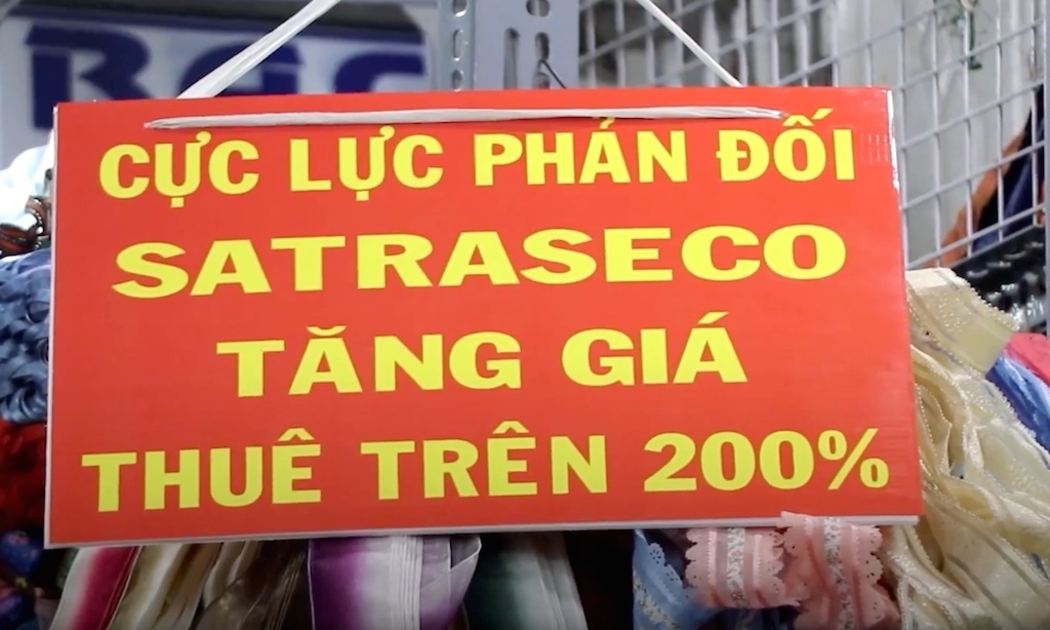 CỰC LỰC PHẢN ĐỐI
SATRASECO
TĂNG GIÁ
THUÊ TRÊN 200%